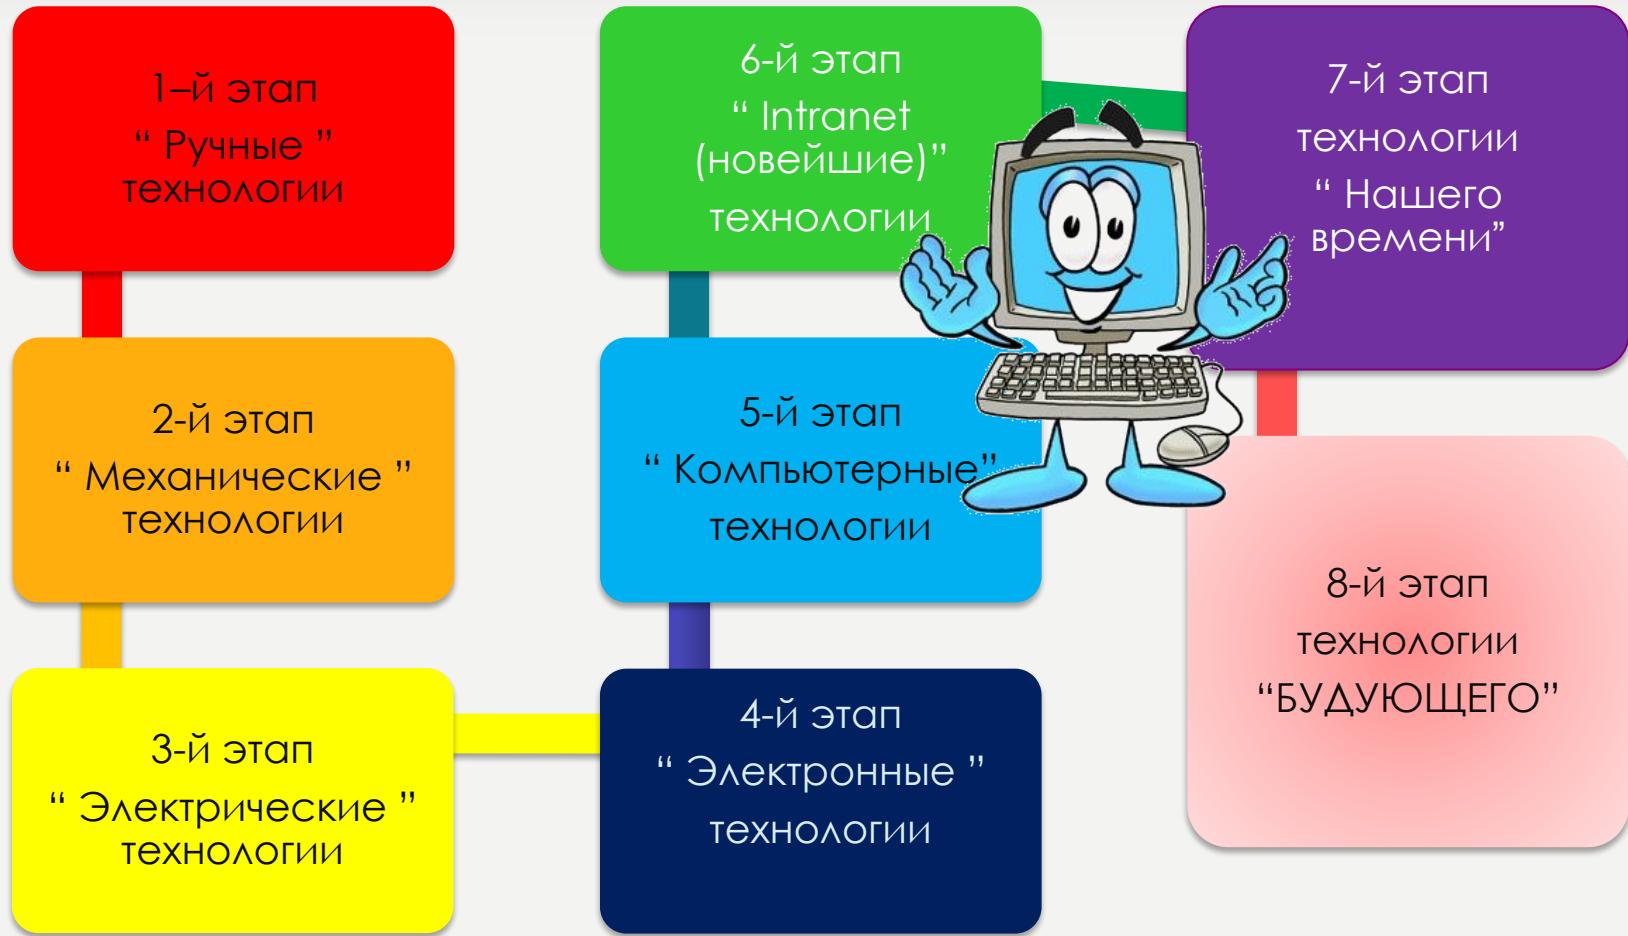 1–й этап
“ Ручные ”
технологии
2-й этап
“ Механические ”
технологии
3-й этап
“ Электрические ”
технологии
4-й этап
“ Электронные ”
технологии
5-й этап
“ Компьютерные”
технологии
6-й этап
“ Intranet
(новейшие)”
технологии
7-й этап
технологии
“ Нашего
времени”
8-й этап
технологии
“БУДУЮЩЕГО”